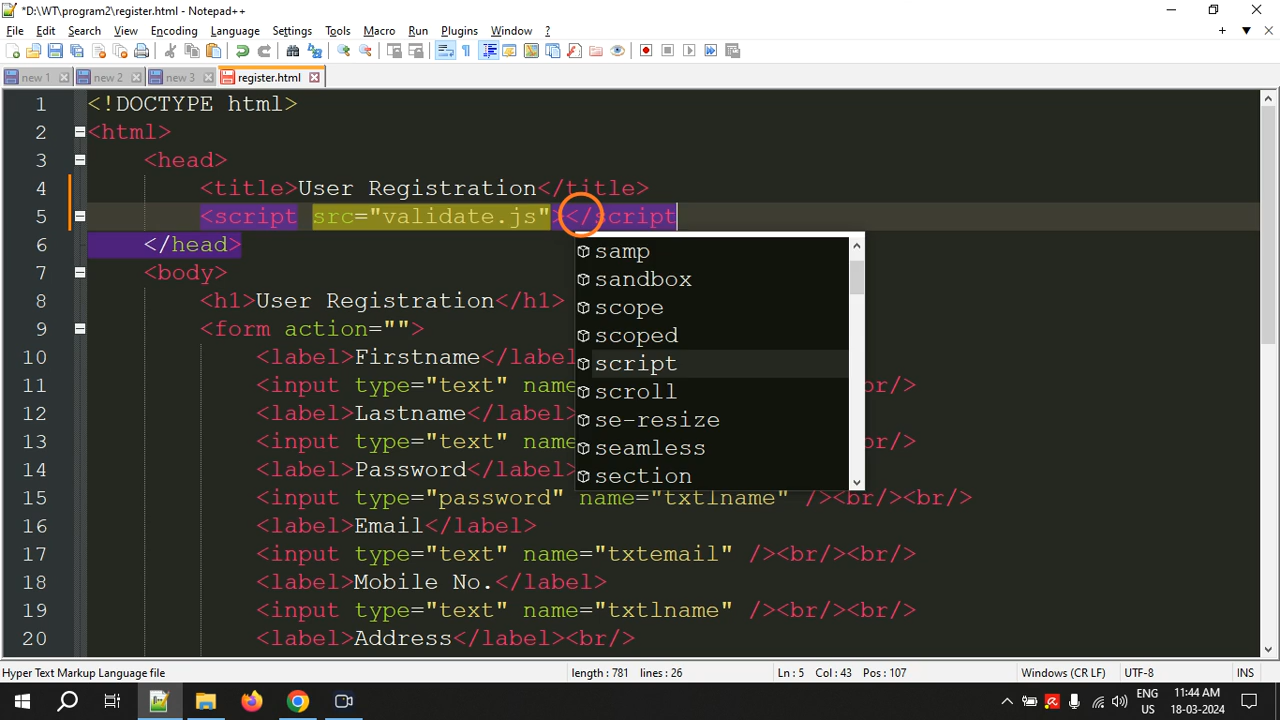 *D:\WT\program2\register.html - Notepad++
File Edit Search View Encoding Language Settings Tools Macro Run Plugins Window ?
new 1 new 2 new 3 register.html
1 <!DOCTYPE html>
2 <html>
3 <head>
4 <title>User Registration</title>
5 <script src="validate.js"></script
6 </head>
7 <body>
8 <h1>User Registration</h1>
9 <form action="">
10 <label>Firstname</label
11 <input type="text" name= br/>
12 <label>Lastname</label
13 <input type="text" name= br/>
14 <label>Password</label>
15 <input type="password" name="txtlname" /><br/><br/>
16 <label>Email</label>
17 <input type="text" name="txtemail" /><br/><br/>
18 <label>Mobile No.</label>
19 <input type="text" name="txtlname" /><br/><br/>
20 <label>Address</label><br/>
samp
sandbox
scope
scoped
script
scroll
se-resize
seamless
section
Hyper Text Markup Language file length : 781 lines : 26 Ln : 5 Col : 43 Pos : 107 Windows (CR LF) UTF-8 INS
ENG
US
11:44 AM
18-03-2024